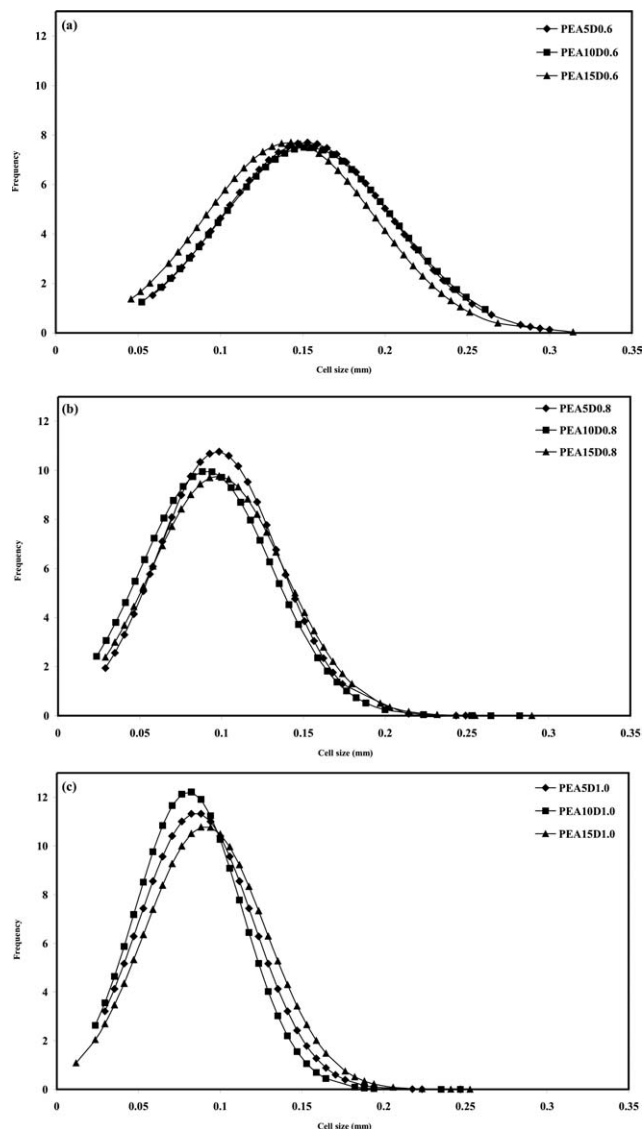 (a)
PEA5D0.6
PEA10D0.6
PEA15D0.6
Frequency
12
10
8
6
4
2
0
0 0.05 0.1 0.15 0.2 0.25 0.3 0.35
Cell size (mm)
(b)
PEA5D0.8
PEA10D0.8
PEA15D0.8
Frequency
12
10
8
6
4
2
0
0 0.05 0.1 0.15 0.2 0.25 0.3 0.35
Cell size (mm)
(c)
PEA5D1.0
PEA10D1.0
PEA15D1.0
Frequency
12
10
8
6
4
2
0
0 0.05 0.1 0.15 0.2 0.25 0.3 0.35
Cell size (mm)